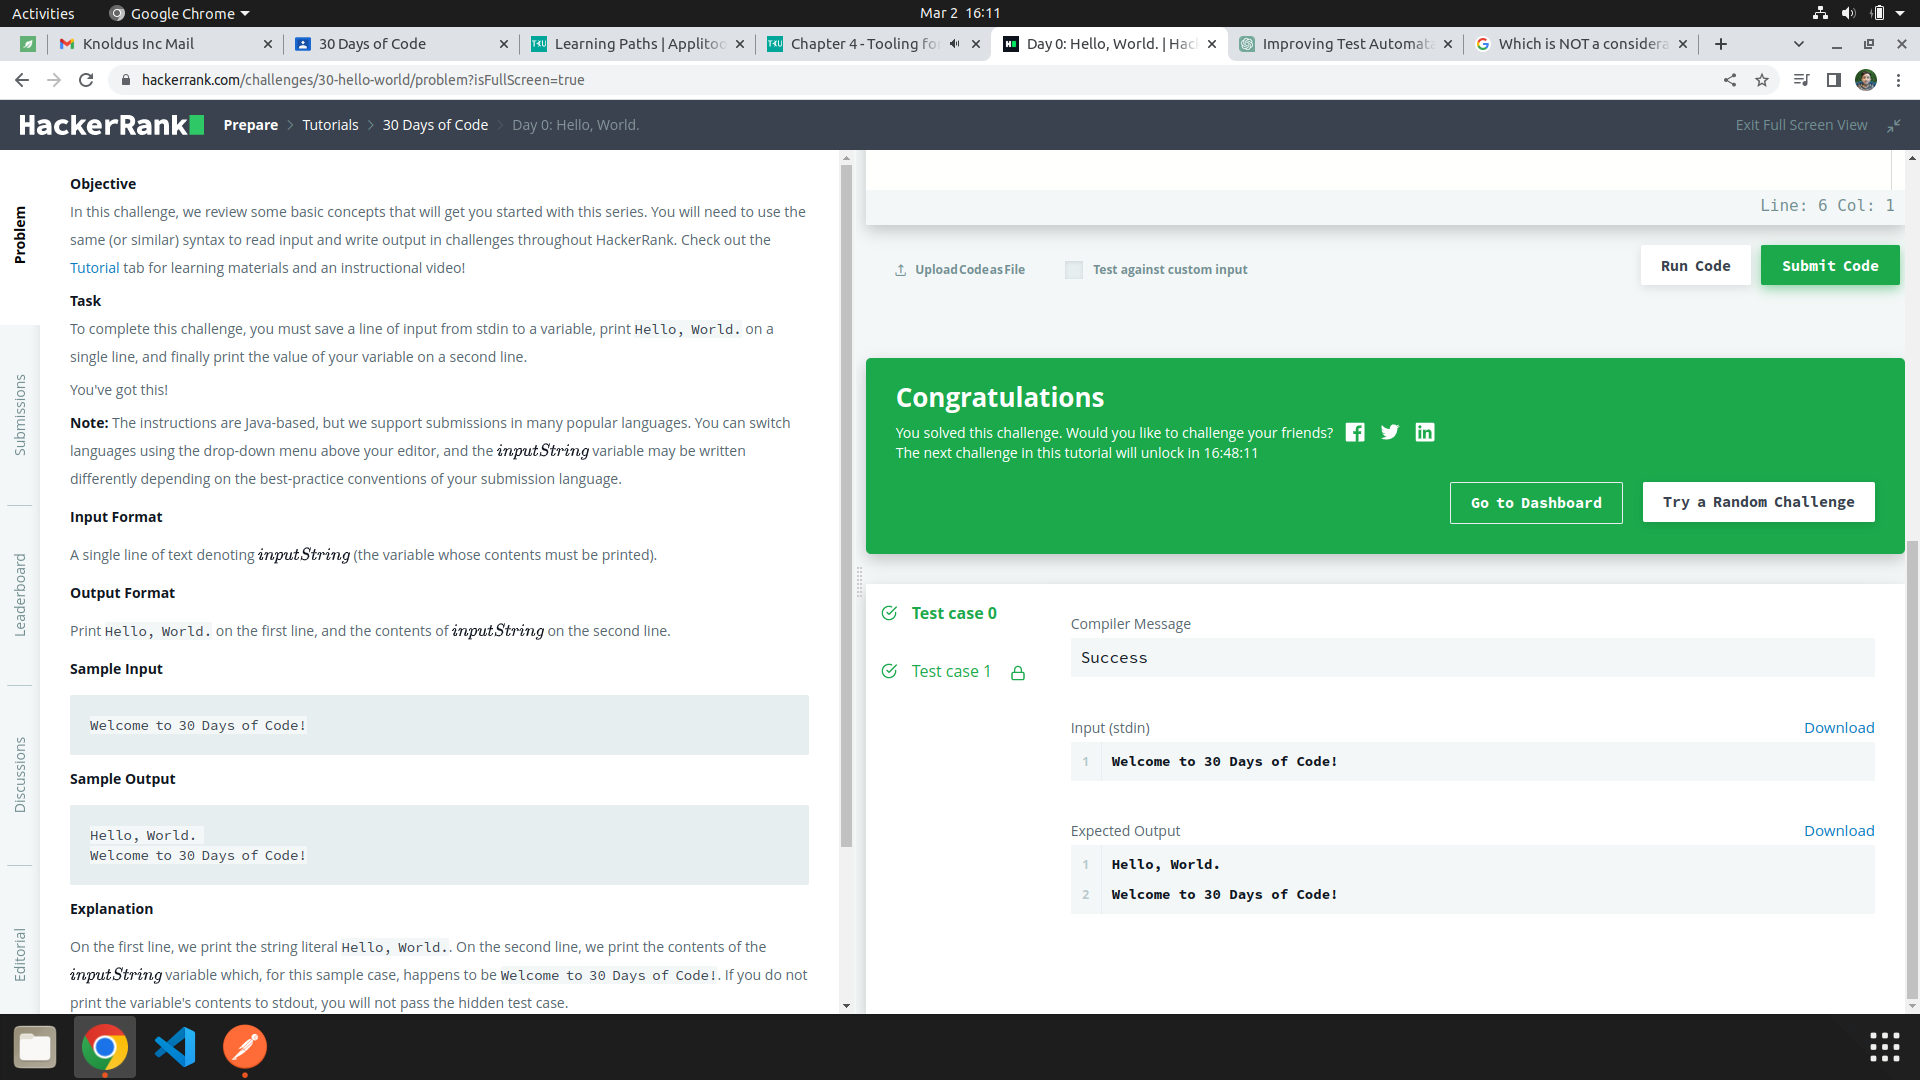 Activities
Google Chrome
Mar 2 16:11
Knoldus Inc Mail
30 Days of Code
Learning Paths | Applitoo
Chapter 4 - Tooling for
Day 0: Hello, World. | Hac
Improving Test Automata
Which is NOT a considera
hackerrank.com/challenges/30-hello-world/problem?isFullScreen=true
HackerRank
Prepare
Tutorials
30 Days of Code
Day 0: Hello, World.
Exit Full Screen View
Problem
Submissions
Leaderboard
Discussions
Editorial
Objective
In this challenge, we review some basic concepts that will get you started with this series. You will need to use the
same (or similar) syntax to read input and write output in challenges throughout HackerRank. Check out the
Tutorial tab for learning materials and an instructional video!
Task
To complete this challenge, you must save a line of input from stdin to a variable, print Hello, World. on a
single line, and finally print the value of your variable on a second line.
You've got this!
Note: The instructions are Java-based, but we support submissions in many popular languages. You can switch
languages using the drop-down menu above your editor, and the inputString variable may be written
differently depending on the best-practice conventions of your submission language.
Input Format
A single line of text denoting inputString (the variable whose contents must be printed).
Output Format
Print Hello, World. on the first line, and the contents of inputString on the second line.
Sample Input
Welcome to 30 Days of Code!
Sample Output
Hello, World.
Welcome to 30 Days of Code!
Explanation
On the first line, we print the string literal Hello, World.. On the second line, we print the contents of the
inputString variable which, for this sample case, happens to be Welcome to 30 Days of Code!. If you do not
print the variable's contents to stdout, you will not pass the hidden test case.
Line: 6 Col: 1
Upload Code as File
Test against custom input
Run Code
Submit Code
Congratulations
You solved this challenge. Would you like to challenge your friends?
The next challenge in this tutorial will unlock in 16:48:11
Go to Dashboard
Try a Random Challenge
Test case 0
Test case 1
Compiler Message
Success
Input (stdin)
Download
1 Welcome to 30 Days of Code!
Expected Output
Download
1 Hello, World.
2 Welcome to 30 Days of Code!